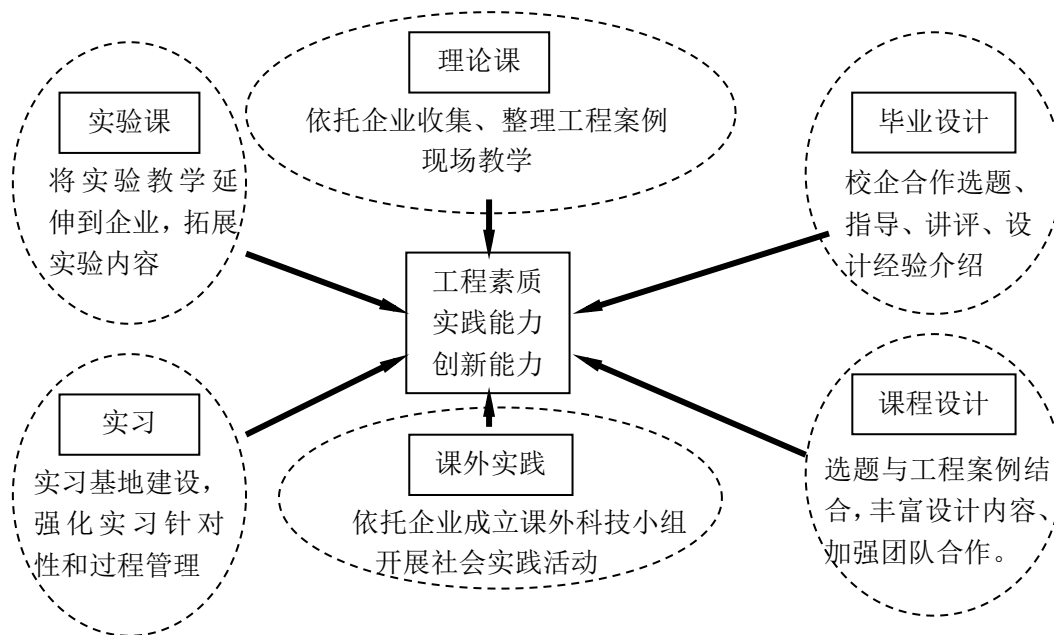 理论课
依托企业收集、整理工程案例
现场教学
实验课
将实验教学延
伸到企业，拓展
实验内容
毕业设计
校企合作选题、
指导、讲评、设
计经验介绍
工程素质
实践能力
创新能力
实习
实习基地建设，
强化实习针对
性和过程管理
课外实践
依托企业成立课外科技小组
开展社会实践活动
课程设计
选题与工程案例结
合，丰富设计内容、
加强团队合作。